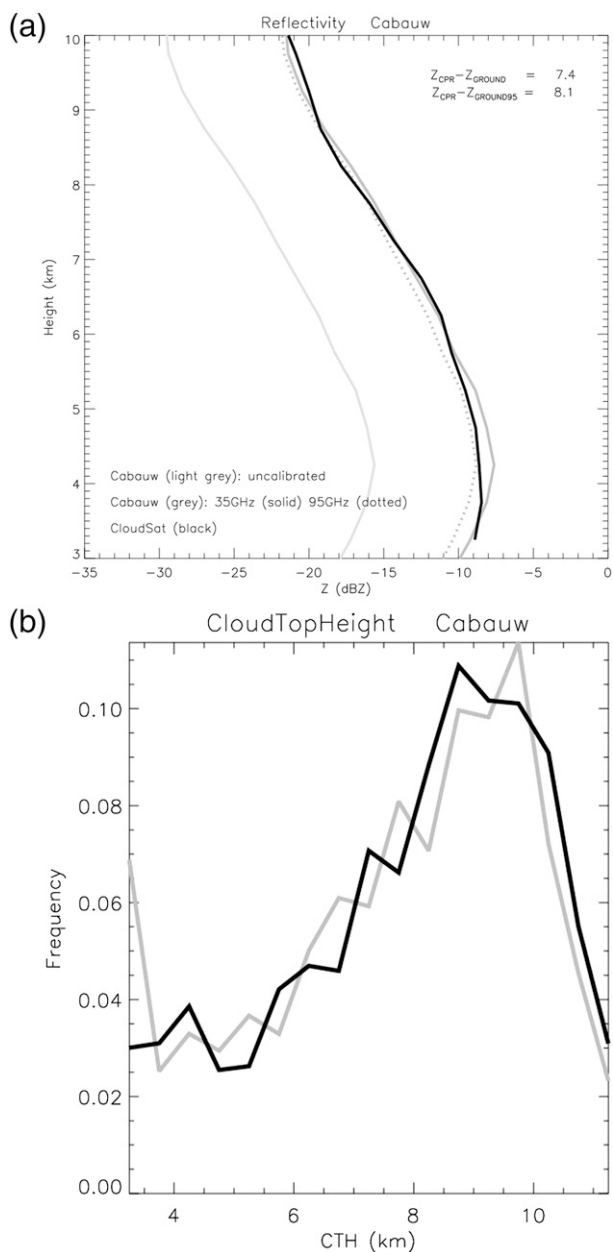 (a)
Reflectivity Cabauw
Z_CPR-Z_GROUND = 7.4
Z_CPR-Z_GROUND95 = 8.1
10
9
8
7
6
5
4
3
Height (km)
Cabauw (light grey): uncalibrated
Cabauw (grey): 35GHz (solid) 95GHz (dotted)
CloudSat (black)
-35 -30 -25 -20 -15 -10 -5 0
Z (dBZ)
(b)
CloudTopHeight Cabauw
0.10
0.08
0.06
0.04
0.02
0.00
Frequency
4 6 8 10
CTH (km)